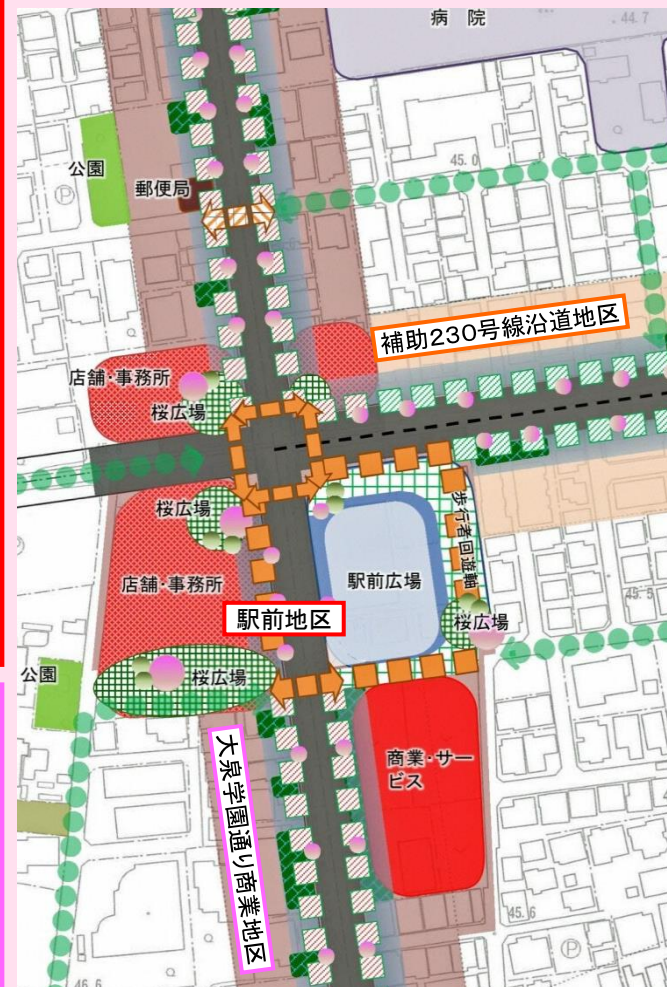 病院
44.7
公園
45.0
郵便局
P
補助230号線沿道地区
店舗・事務所
桜広場
桜広場
歩行者回遊軸
店舗・事務所
駅前広場
45.5
駅前地区
桜広場
公園
桜広場
商業・サー
ビス
大泉学園通り商業地区
45.6
P
46.6